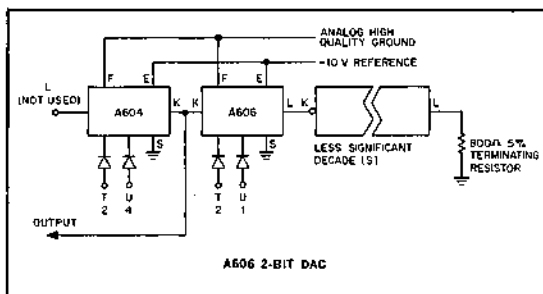 ANALOG HIGH
QUALITY GROUND
-10 V REFERENCE
F E F E
L
(NOT USED)
A604 K K A606 L K L
S S
LESS SIGNIFICANT
DECADE (S)
800Ω 5%
TERMINATING
RESISTOR
T U T U
2 4 2 1
OUTPUT
A606 2-BIT DAC